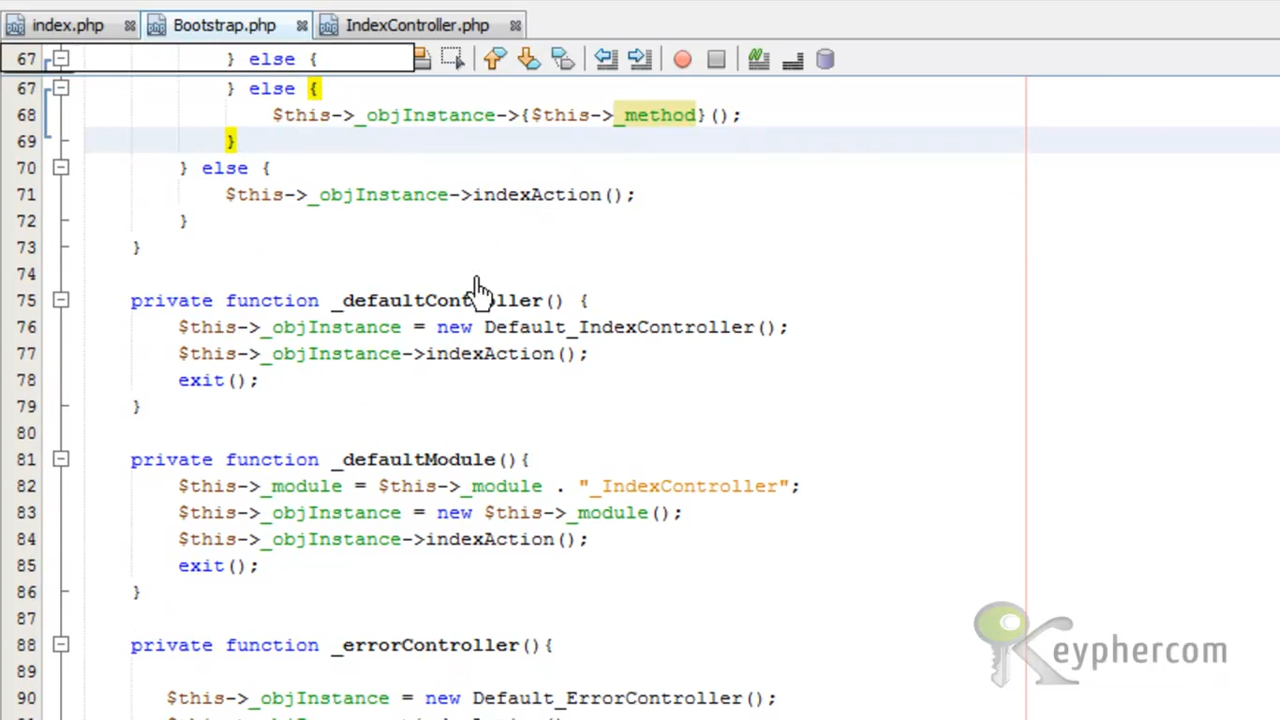 index.php Bootstrap.php IndexController.php
67 } else {
67 } else {
68 $this->_objInstance->{$this->_method}();
69 }
70 } else {
71 $this->_objInstance->indexAction();
72 }
73 }
74
75 private function _defaultController() {
76 $this->_objInstance = new Default_IndexController();
77 $this->_objInstance->indexAction();
78 exit();
79 }
80
81 private function _defaultModule(){
82 $this->_module = $this->_module . "_IndexController";
83 $this->_objInstance = new $this->_module();
84 $this->_objInstance->indexAction();
85 exit();
86 }
87
88 private function _errorController(){
89
90 $this->_objInstance = new Default_ErrorController();
Keyphercom